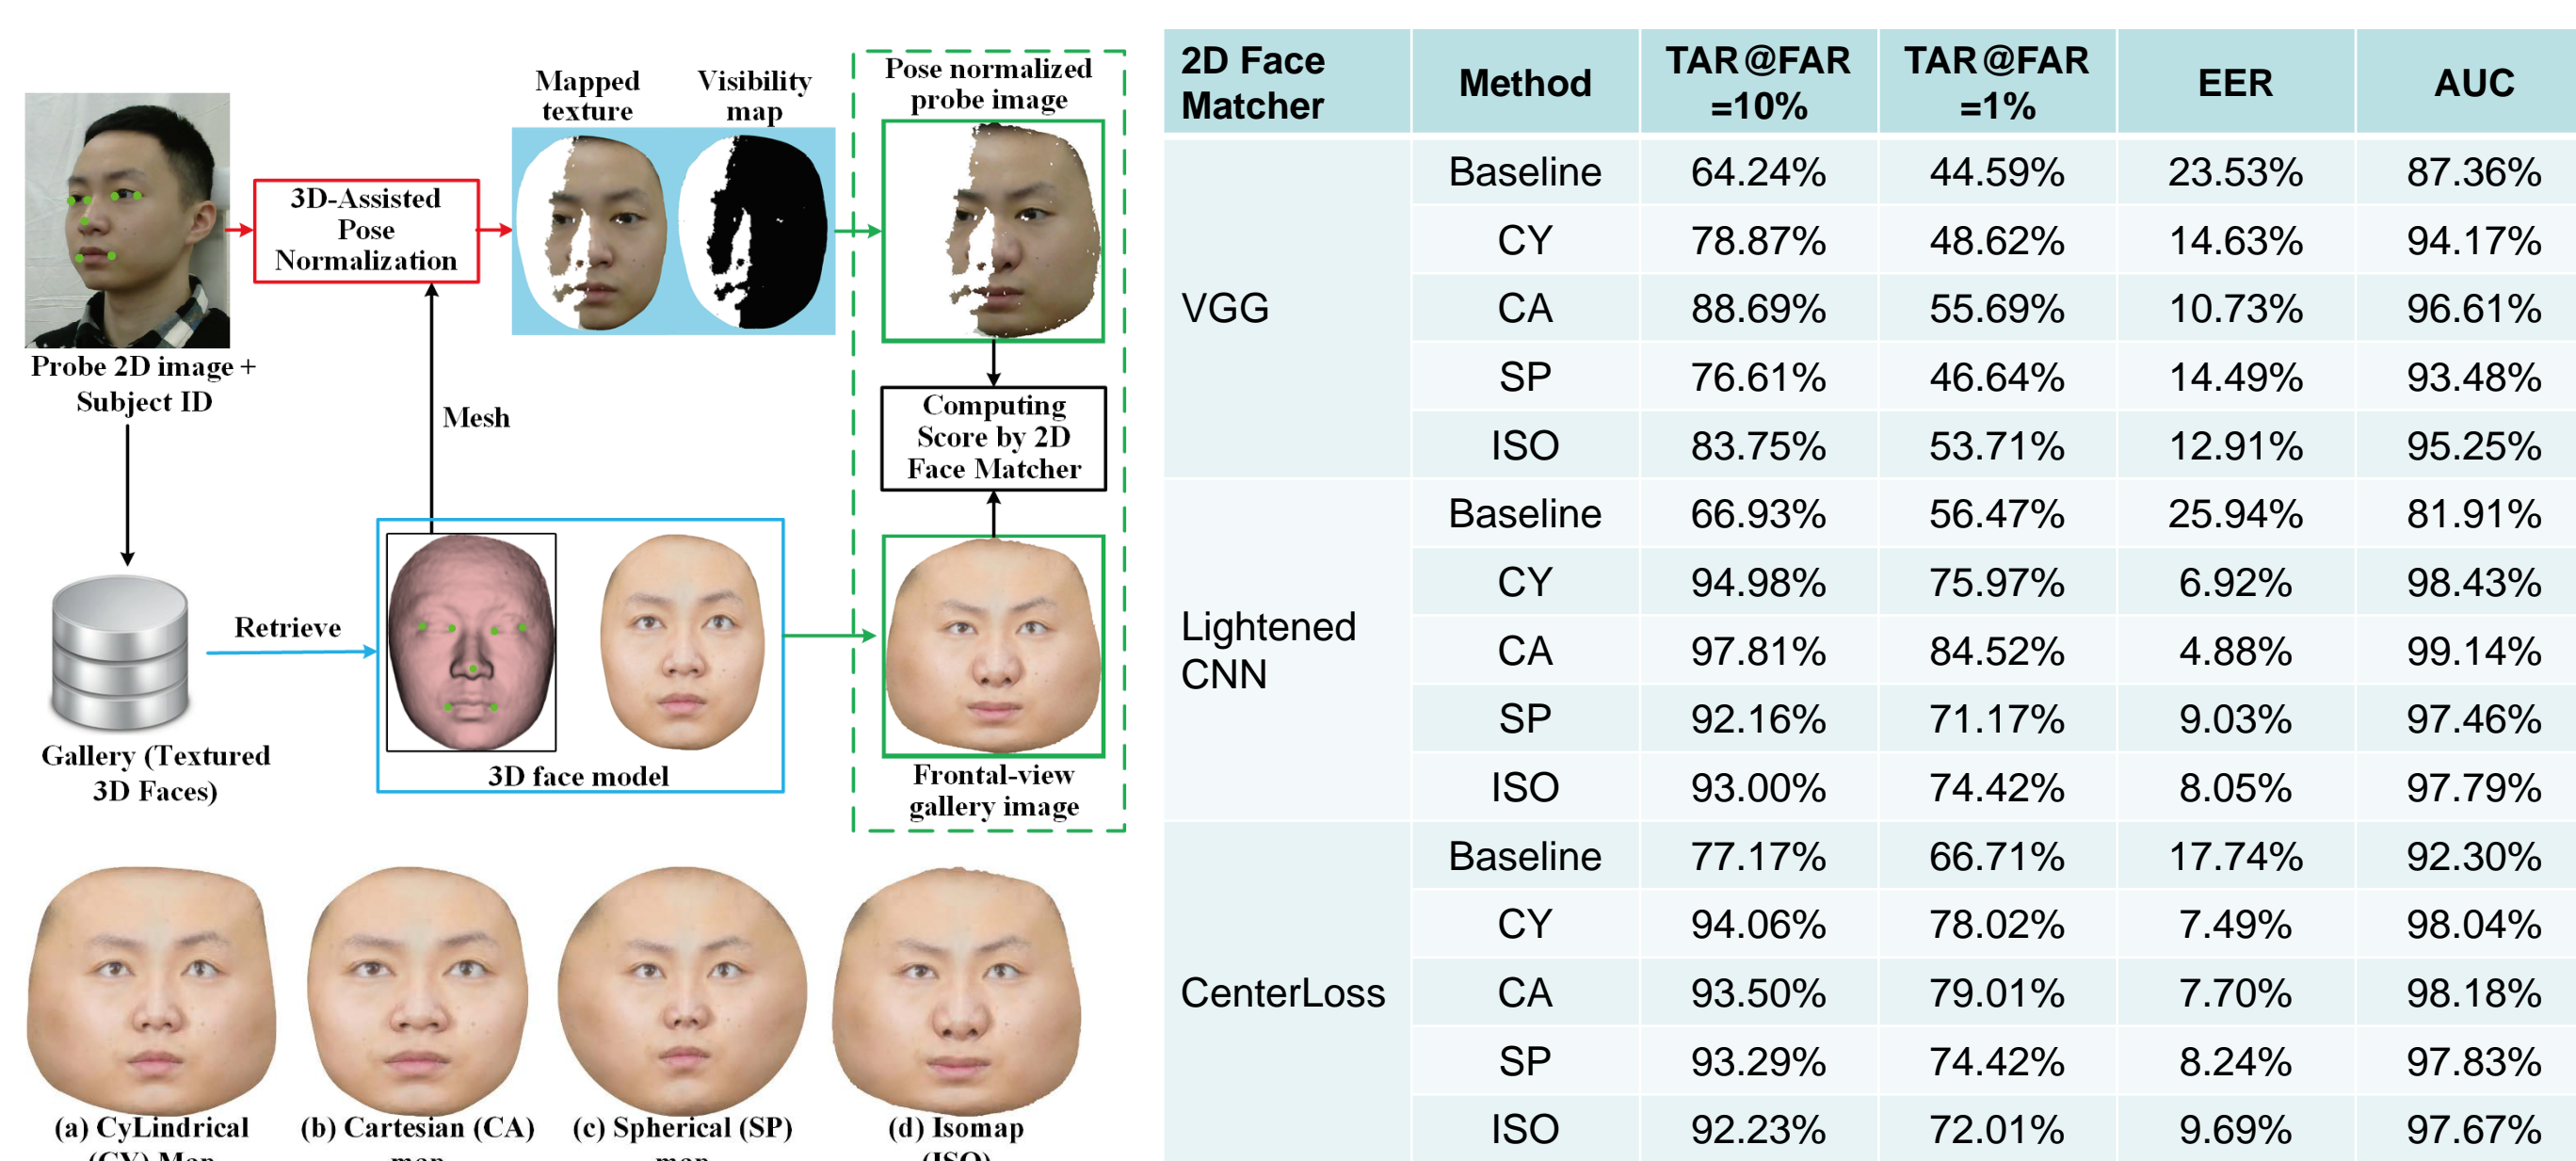 Mapped
texture
Visibility
map
Pose normalized
probe image
3D-Assisted
Pose
Normalization
Probe 2D image +
Subject ID
Mesh
Computing
Score by 2D
Face Matcher
Retrieve
Gallery (Textured
3D Faces)
3D face model
Frontal-view
gallery image
(a) CyLindrical
(CY) Map
(b) Cartesian (CA)
map
(c) Spherical (SP)
map
(d) Isomap
(ISO)
2D Face Matcher Method TAR@FAR =10% TAR@FAR =1% EER AUC
VGG
Baseline 64.24% 44.59% 23.53% 87.36%
CY 78.87% 48.62% 14.63% 94.17%
CA 88.69% 55.69% 10.73% 96.61%
SP 76.61% 46.64% 14.49% 93.48%
ISO 83.75% 53.71% 12.91% 95.25%
Lightened
CNN
Baseline 66.93% 56.47% 25.94% 81.91%
CY 94.98% 75.97% 6.92% 98.43%
CA 97.81% 84.52% 4.88% 99.14%
SP 92.16% 71.17% 9.03% 97.46%
ISO 93.00% 74.42% 8.05% 97.79%
CenterLoss
Baseline 77.17% 66.71% 17.74% 92.30%
CY 94.06% 78.02% 7.49% 98.04%
CA 93.50% 79.01% 7.70% 98.18%
SP 93.29% 74.42% 8.24% 97.83%
ISO 92.23% 72.01% 9.69% 97.67%